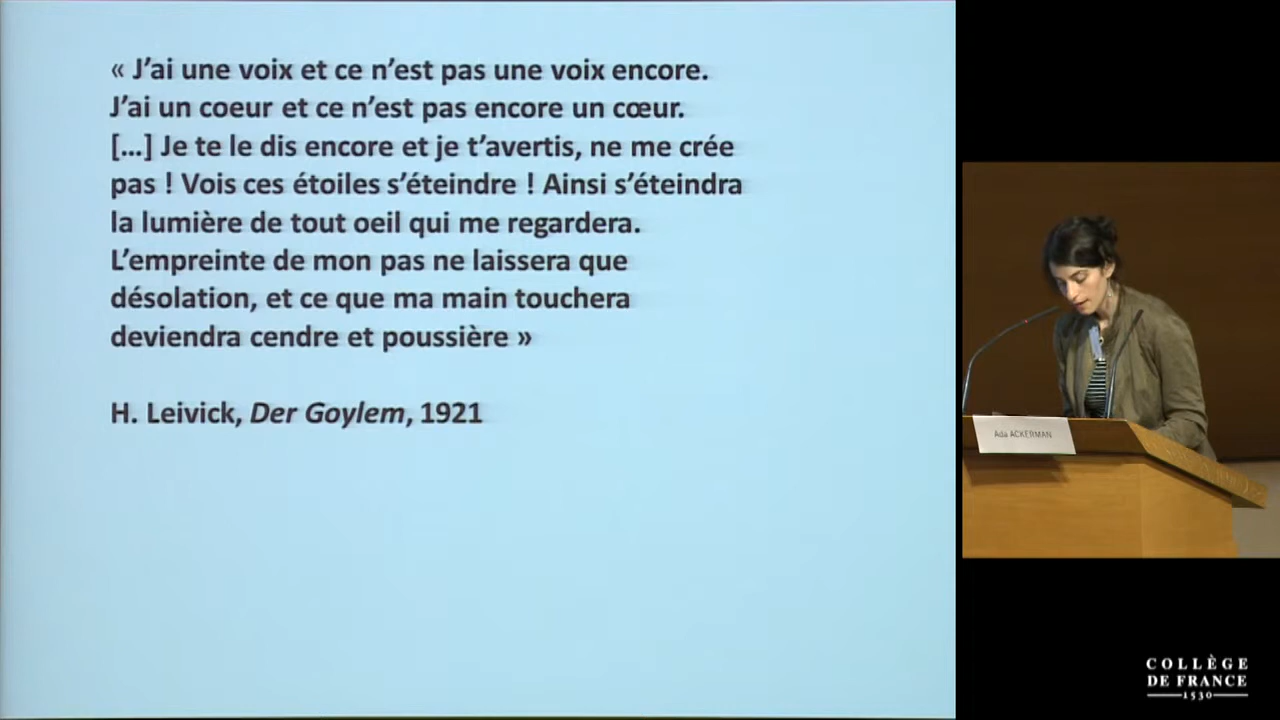 « J’ai une voix et ce n’est pas une voix encore.
J’ai un coeur et ce n’est pas encore un cœur.
[…] Je te le dis encore et je t’avertis, ne me crée
pas ! Vois ces étoiles s’éteindre ! Ainsi s’éteindra
la lumière de tout oeil qui me regardera.
L’empreinte de mon pas ne laissera que
désolation, et ce que ma main touchera
deviendra cendre et poussière »
H. Leivick, Der Goylem, 1921
Ada ACKERMAN
COLLÈGE
DE FRANCE
1530